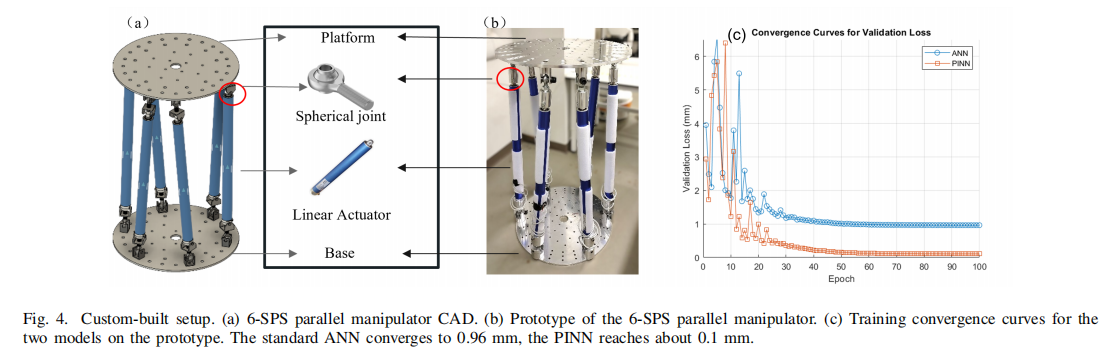 (a)
(b)
Platform
Spherical joint
Linear Actuator
Base
(c)
Convergence Curves for Validation Loss
ANN
PINN
6
5
4
3
2
1
0
Validation Loss (mm)
0 10 20 30 40 50 60 70 80 90 100
Epoch
Fig. 4. Custom-built setup. (a) 6-SPS parallel manipulator CAD. (b) Prototype of the 6-SPS parallel manipulator. (c) Training convergence curves for the
two models on the prototype. The standard ANN converges to 0.96 mm, the PINN reaches about 0.1 mm.